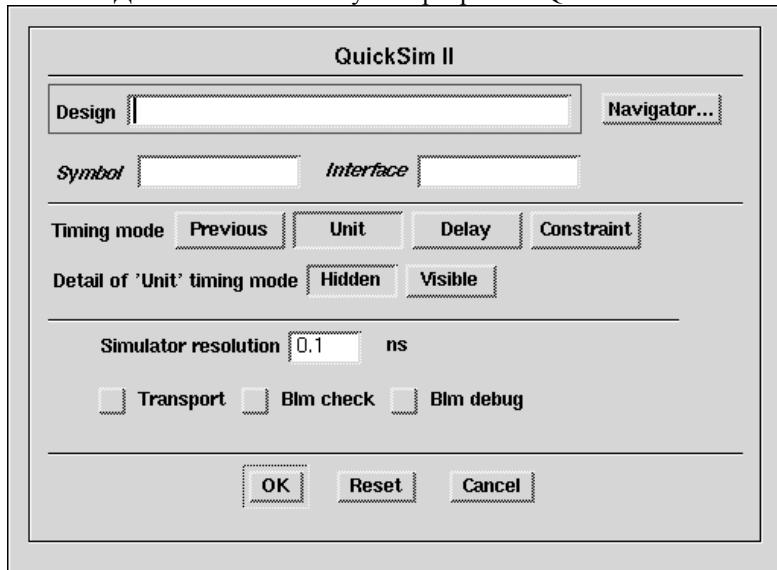 QuickSim II
Design Navigator...
Symbol Interface
Timing mode Previous Unit Delay Constraint
Detail of 'Unit' timing mode Hidden Visible
Simulator resolution 0.1 ns
Transport Blm check Blm debug
OK Reset Cancel